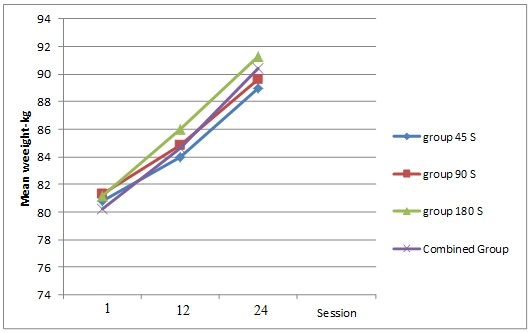 94
92
90
88
86
84
82
80
78
76
74
Mean weeight-kg
1 12 24 Session
group 45 S
group 90 S
group 180 S
Combined Group